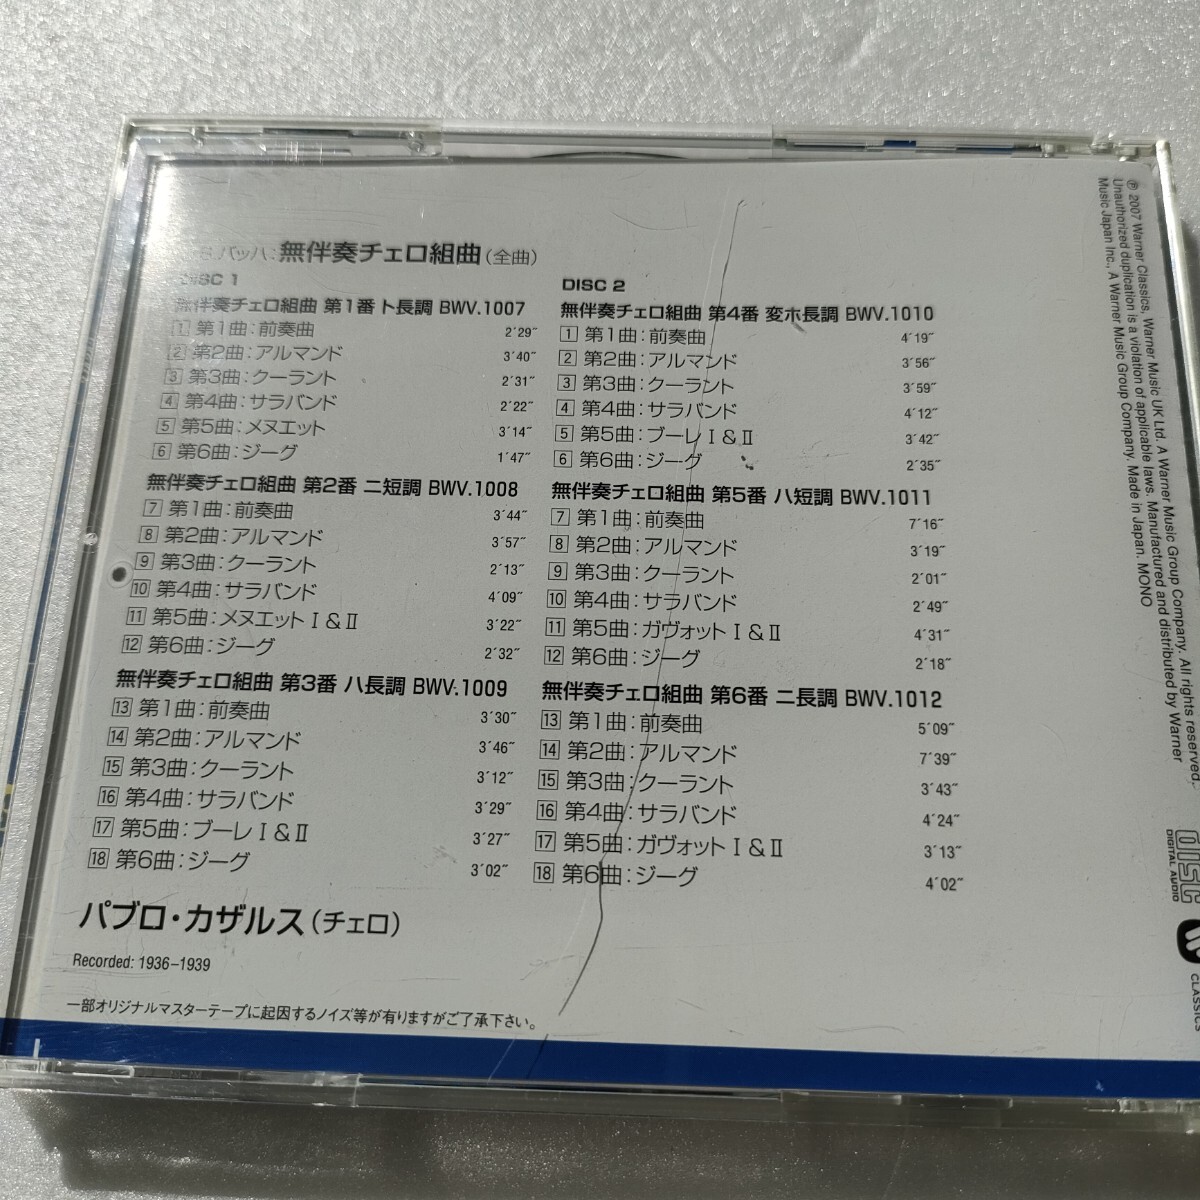 S.バッハ:無伴奏チェロ組曲(全曲)
DISC 1
無伴奏チェロ組曲 第1番 ト長調 BWV.1007
1 第1曲:前奏曲 2´29˝
2 第2曲:アルマンド 3´40˝
3 第3曲:クーラント 2´31˝
4 第4曲:サラバンド 2´22˝
5 第5曲:メヌエット 3´14˝
6 第6曲:ジーグ 1´47˝
無伴奏チェロ組曲 第2番 ニ短調 BWV.1008
7 第1曲:前奏曲 3´44˝
8 第2曲:アルマンド 3´57˝
9 第3曲:クーラント 2´13˝
10 第4曲:サラバンド 4´09˝
11 第5曲:メヌエットⅠ&Ⅱ 3´22˝
12 第6曲:ジーグ 2´32˝
無伴奏チェロ組曲 第3番 ハ長調 BWV.1009
13 第1曲:前奏曲 3´30˝
14 第2曲:アルマンド 3´46˝
15 第3曲:クーラント 3´12˝
16 第4曲:サラバンド 3´29˝
17 第5曲:ブーレⅠ&Ⅱ 3´27˝
18 第6曲:ジーグ 3´02˝
DISC 2
無伴奏チェロ組曲 第4番 変ホ長調 BWV.1010
1 第1曲:前奏曲 4´19˝
2 第2曲:アルマンド 3´56˝
3 第3曲:クーラント 3´59˝
4 第4曲:サラバンド 4´12˝
5 第5曲:ブーレⅠ&Ⅱ 3´42˝
6 第6曲:ジーグ 2´35˝
無伴奏チェロ組曲 第5番 ハ短調 BWV.1011
7 第1曲:前奏曲 7´16˝
8 第2曲:アルマンド 3´19˝
9 第3曲:クーラント 2´01˝
10 第4曲:サラバンド 2´49˝
11 第5曲:ガヴォットⅠ&Ⅱ 4´31˝
12 第6曲:ジーグ 2´18˝
無伴奏チェロ組曲 第6番 ニ長調 BWV.1012
13 第1曲:前奏曲 5´09˝
14 第2曲:アルマンド 7´39˝
15 第3曲:クーラント 3´43˝
16 第4曲:サラバンド 4´24˝
17 第5曲:ガヴォットⅠ&Ⅱ 3´13˝
18 第6曲:ジーグ 4´02˝
パブロ・カザルス(チェロ)
Recorded: 1936–1939
一部オリジナルマスターテープに起因するノイズ等が有りますがご了承下さい。
℗ 2007 Warner Classics, Warner Music UK Ltd. A Warner Music Group Company. All rights reserved.
Unauthorized duplication is a violation of applicable laws. Manufactured and distributed by Warner
Music Japan Inc., A Warner Music Group Company. Made in Japan. MONO
DISC
DIGITAL AUDIO
CLASSICS